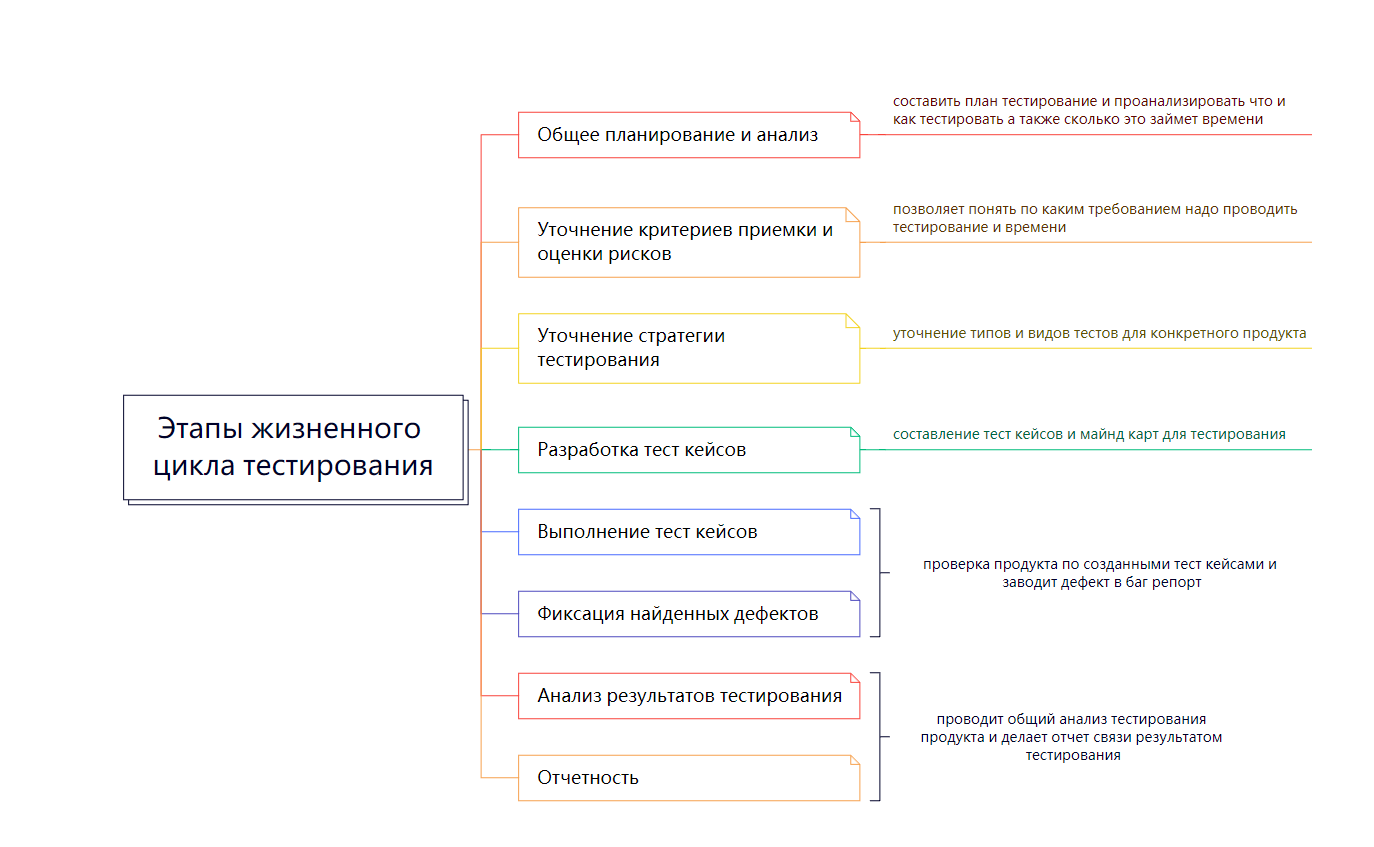 Этапы жизненного
цикла тестирования
Общее планирование и анализ
составить план тестирование и проанализировать что и
как тестировать а также сколько это займет времени
Уточнение критериев приемки и
оценки рисков
позволяет понять по каким требованием надо проводить
тестирование и времени
Уточнение стратегии
тестирования
уточнение типов и видов тестов для конкретного продукта
Разработка тест кейсов
составление тест кейсов и майнд карт для тестирования
Выполнение тест кейсов
Фиксация найденных дефектов
проверка продукта по созданными тест кейсами и
заводит дефект в баг репорт
Анализ результатов тестирования
Отчетность
проводит общий анализ тестирования
продукта и делает отчет связи результатом
тестирования